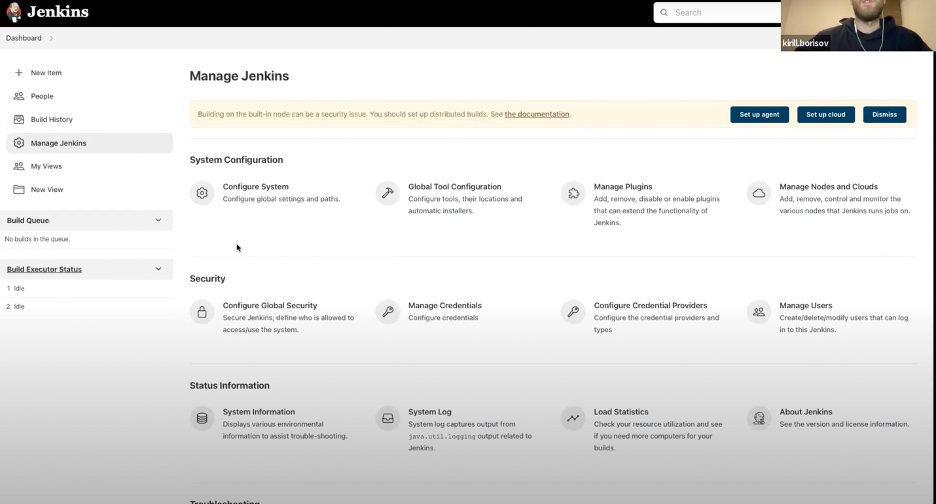 Jenkins
Search
kirill.borisov
Dashboard
New Item
People
Build History
Manage Jenkins
My Views
New View
Build Queue
No builds in the queue.
Build Executor Status
1 Idle
2 Idle
Manage Jenkins
Building on the built-in node can be a security issue. You should set up distributed builds. See the documentation.
Set up agent
Set up cloud
Dismiss
System Configuration
Configure System
Configure global settings and paths.
Global Tool Configuration
Configure tools, their locations and
automatic installers.
Manage Plugins
Add, remove, disable or enable plugins
that can extend the functionality of
Jenkins.
Manage Nodes and Clouds
Add, remove, control and monitor the
various nodes that Jenkins runs jobs on.
Security
Configure Global Security
Secure Jenkins; define who is allowed to
access/use the system.
Manage Credentials
Configure credentials
Configure Credential Providers
Configure the credential providers and
types
Manage Users
Create/delete/modify users that can log
in to this Jenkins.
Status Information
System Information
Displays various environmental
information to assist trouble-shooting.
System Log
System log captures output from
java.util.logging output related to
Jenkins.
Load Statistics
Check your resource utilization and see
if you need more computers for your
builds.
About Jenkins
See the version and license information.
Troubleshooting